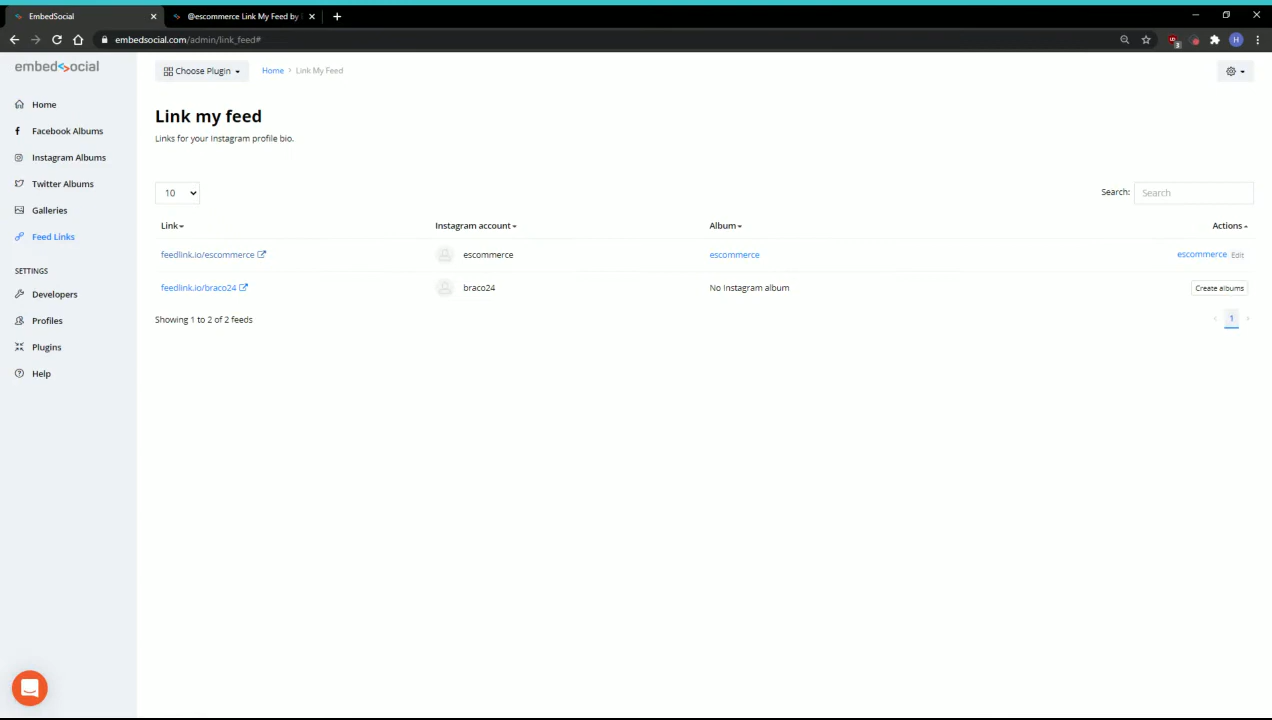 EmbedSocial
@escommerce Link My Feed by
embedsocial.com/admin/link_feed#
3
H
embedsocial
Choose Plugin
Home > Link My Feed
Home
Facebook Albums
Instagram Albums
Twitter Albums
Galleries
Feed Links
SETTINGS
Developers
Profiles
Plugins
Help
Link my feed
Links for your Instagram profile bio.
10
Search: Search
Link Instagram account Album Actions
feedlink.io/escommerce escommerce escommerce escommerce Edit
feedlink.io/braco24 braco24 No Instagram album Create albums
Showing 1 to 2 of 2 feeds
‹ 1 ›